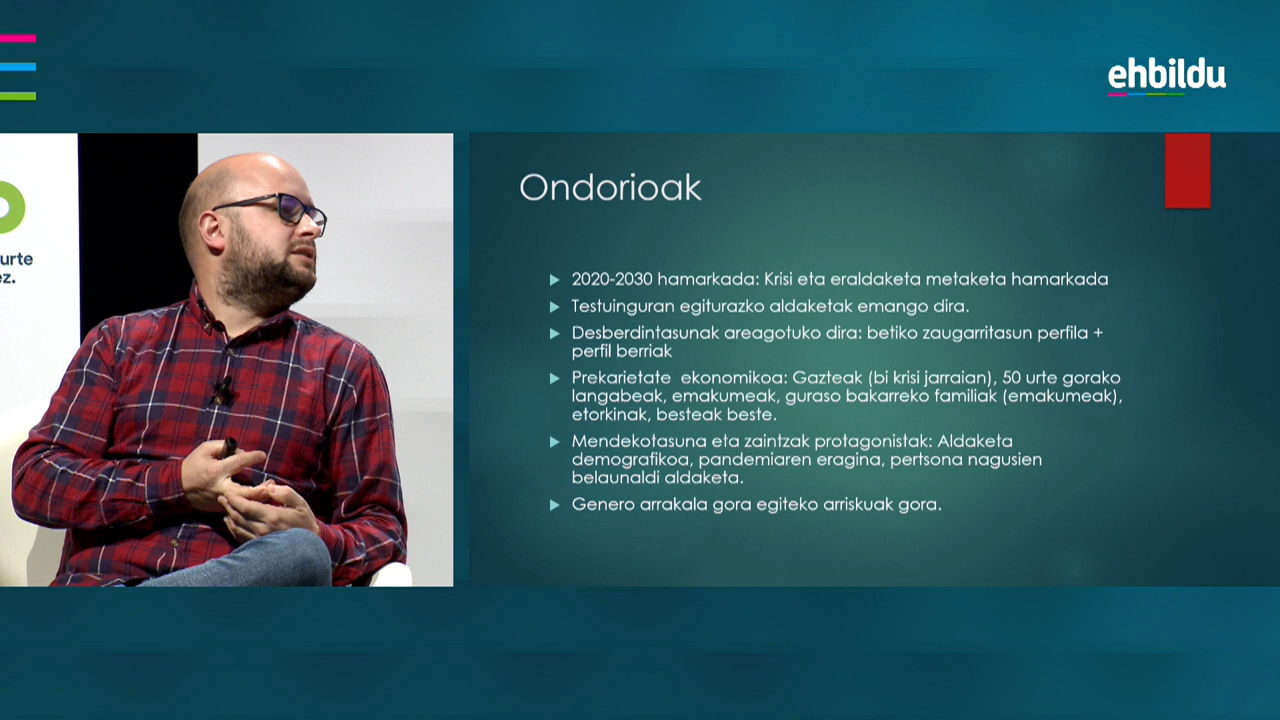 ehbildu
urte
ez.
Ondorioak
2020-2030 hamarkada: Krisi eta eraldaketa metaketa hamarkada
Testuinguran egiturazko aldaketak emango dira.
Desberdintasunak areagotuko dira: betiko zaugarritasun perfila +
perfil berriak
Prekarietate ekonomikoa: Gazteak (bi krisi jarraian), 50 urte gorako
langabeak, emakumeak, guraso bakarreko familiak (emakumeak),
etorkinak, besteak beste.
Mendekotasuna eta zaintzak protagonistak: Aldaketa
demografikoa, pandemiaren eragina, pertsona nagusien
belaunaldi aldaketa.
Genero arrakala gora egiteko arriskuak gora.